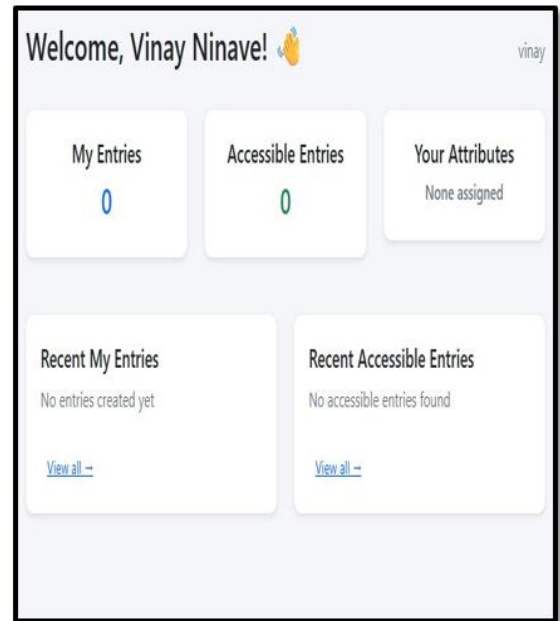 Welcome, Vinay Ninave! 👋
vinay
My Entries
0
Accessible Entries
0
Your Attributes
None assigned
Recent My Entries
No entries created yet
View all →
Recent Accessible Entries
No accessible entries found
View all →